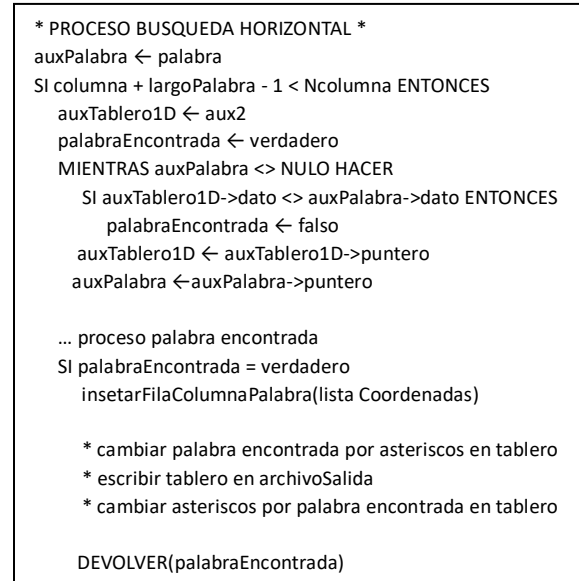 * PROCESO BUSQUEDA HORIZONTAL *
auxPalabra ← palabra
SI columna + largoPalabra - 1 < Ncolumna ENTONCES
auxTablero1D ← aux2
palabraEncontrada ← verdadero
MIENTRAS auxPalabra <> NULO HACER
SI auxTablero1D->dato <> auxPalabra->dato ENTONCES
palabraEncontrada ← falso
auxTablero1D ← auxTablero1D->puntero
auxPalabra ←auxPalabra->puntero
... proceso palabra encontrada
SI palabraEncontrada = verdadero
insetarFilaColumnaPalabra(lista Coordenadas)
* cambiar palabra encontrada por asteriscos en tablero
* escribir tablero en archivoSalida
* cambiar asteriscos por palabra encontrada en tablero
DEVOLVER(palabraEncontrada)